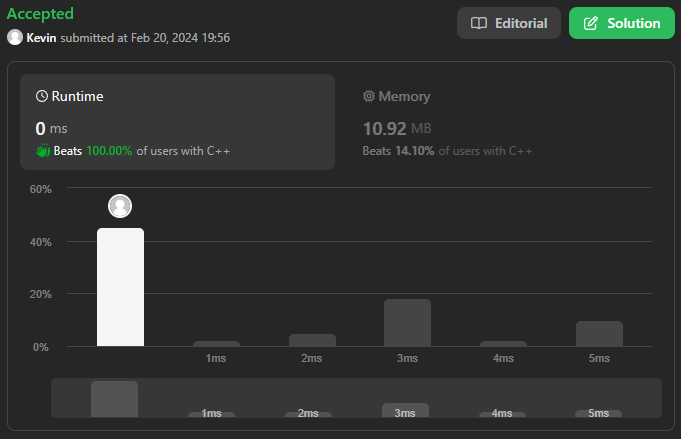 Accepted
Kevin submitted at Feb 20, 2024 19:56
Editorial
Solution
Runtime
0 ms
Beats 100.00% of users with C++
Memory
10.92 MB
Beats 14.10% of users with C++
60%
40%
20%
0%
1ms 2ms 3ms 4ms 5ms
1ms 2ms 3ms 4ms 5ms